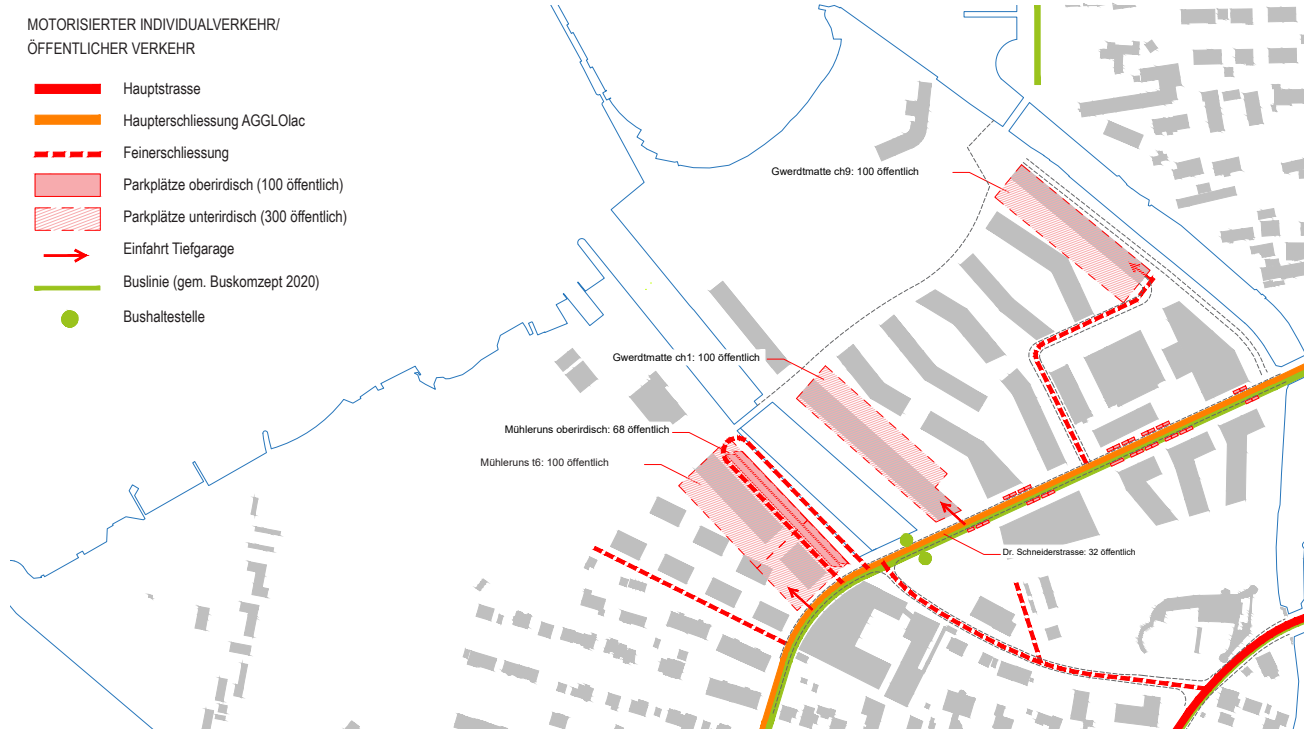 MOTORISIERTER INDIVIDUALVERKEHR/
ÖFFENTLICHER VERKEHR
Hauptstrasse
Haupterschliessung AGGLOlac
Feinerschliessung
Parkplätze oberirdisch (100 öffentlich)
Parkplätze unterirdisch (300 öffentlich)
Einfahrt Tiefgarage
Buslinie (gem. Buskomzept 2020)
Bushaltestelle
Gwerdtmatte ch9: 100 öffentlich
Gwerdtmatte ch1: 100 öffentlich
Mühleruns oberirdisch: 68 öffentlich
Mühleruns t6: 100 öffentlich
Dr. Schneiderstrasse: 32 öffentlich